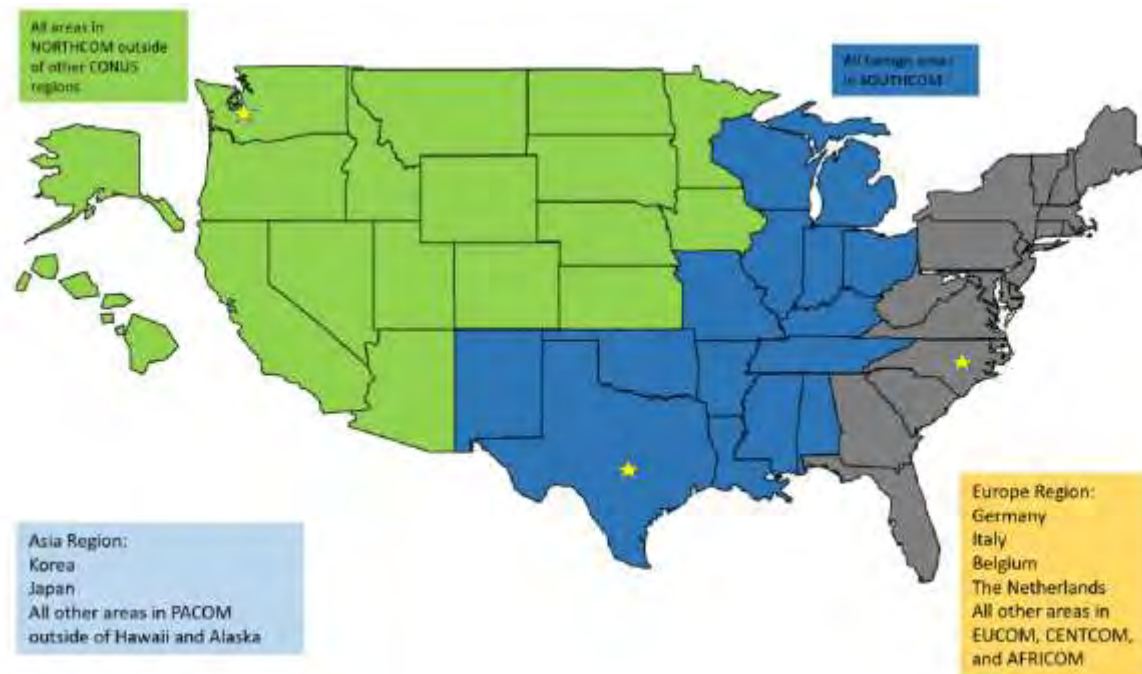 All areas in
NORTHCOM outside
of other CONUS
regions
All foreign areas
in SOUTHCOM
Asia Region:
Korea
Japan
All other areas in PACOM
outside of Hawaii and Alaska
Europe Region:
Germany
Italy
Belgium
The Netherlands
All other areas in
EUCOM, CENTCOM,
and AFRICOM